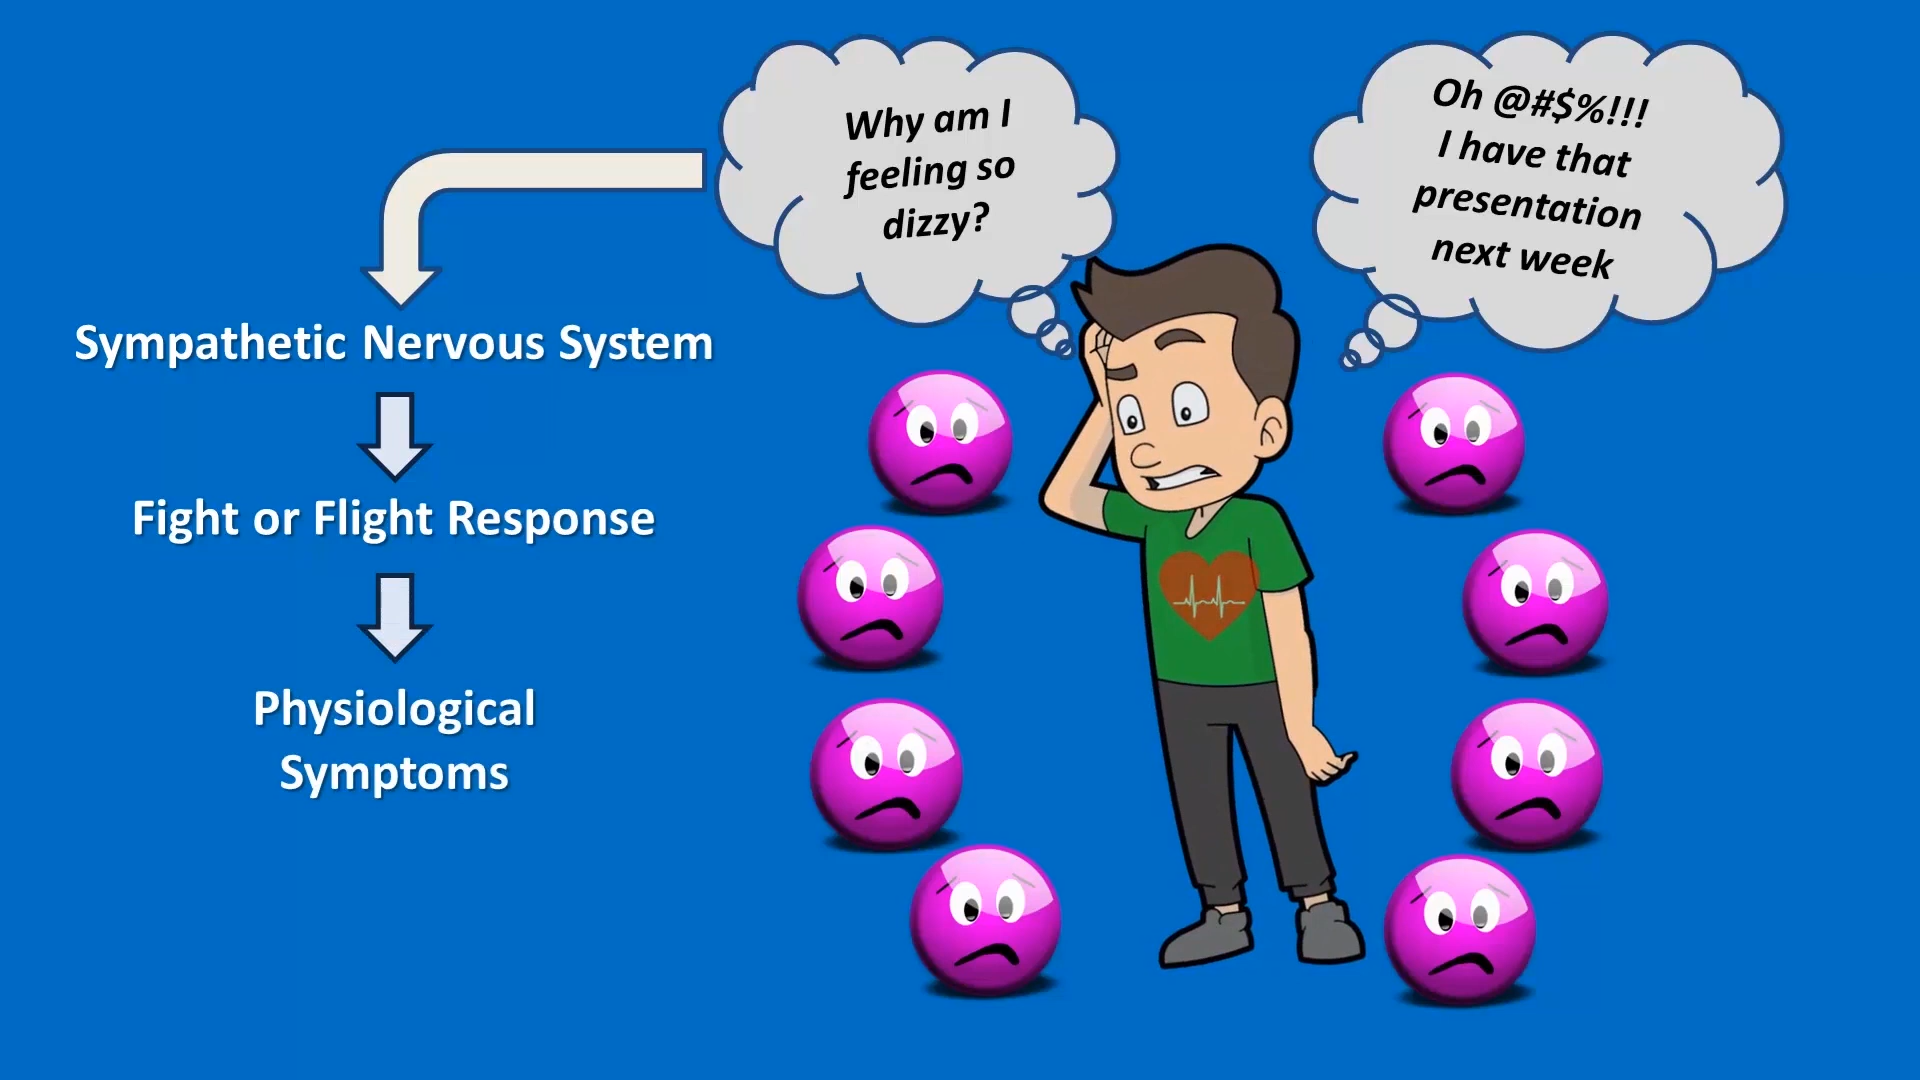 Why am I
feeling so
dizzy?
Oh @#$%!!!
I have that
presentation
next week
Sympathetic Nervous System
Fight or Flight Response
Physiological
Symptoms